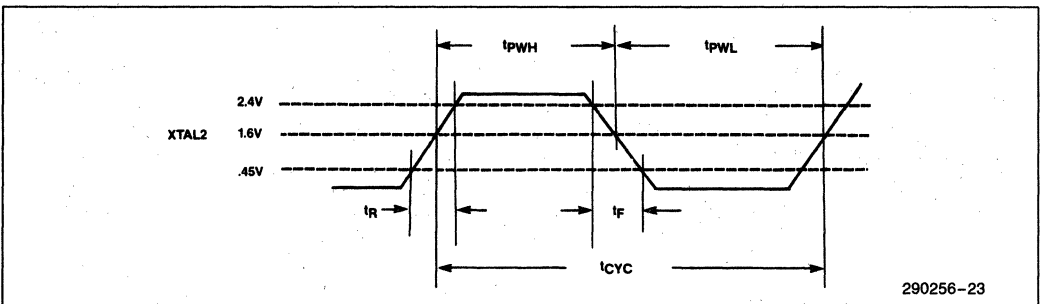 tPWH tPWL
2.4V
XTAL2 1.6V
.45V
tR tF
tCYC
290256–23